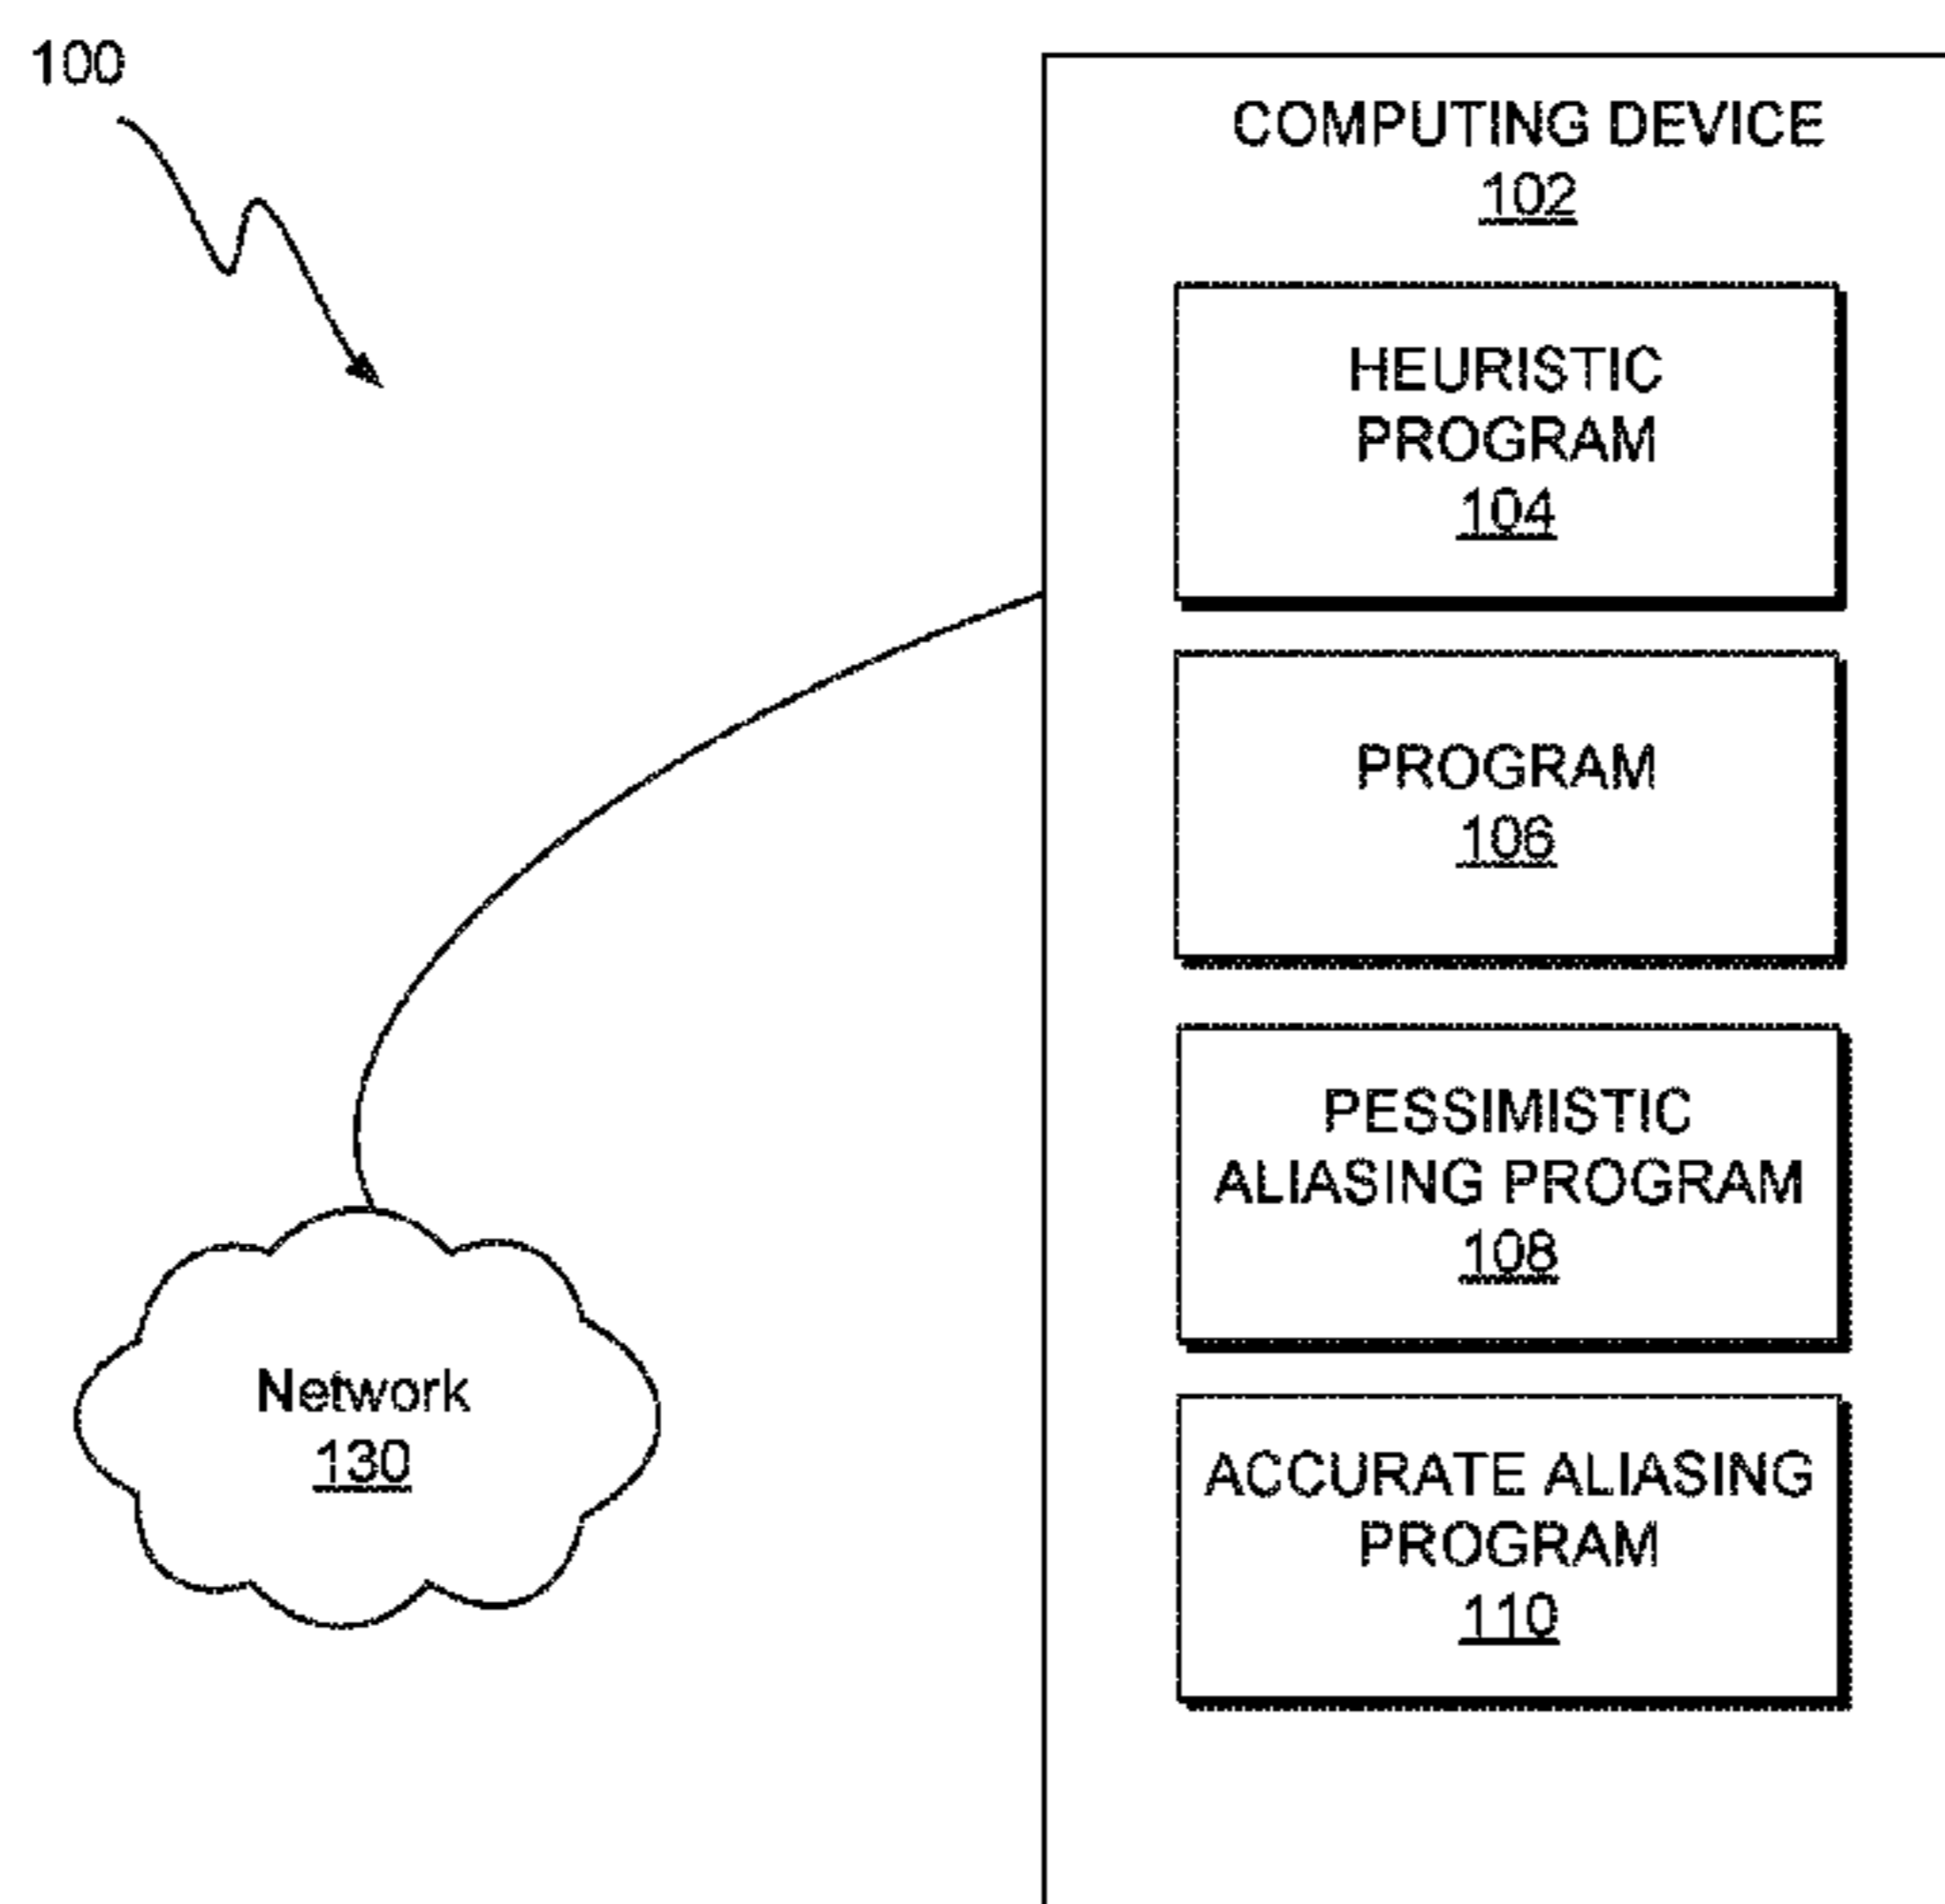 100
COMPUTING DEVICE
102
HEURISTIC
PROGRAM
104
PROGRAM
106
PESSIMISTIC
ALIASING PROGRAM
108
ACCURATE ALIASING
PROGRAM
110
Network
130